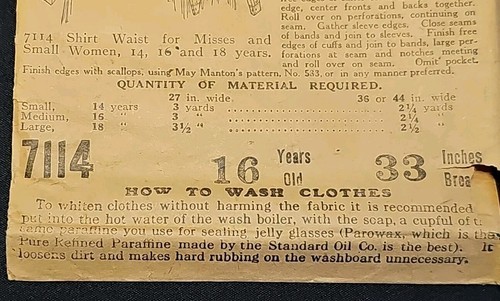 edge, center fronts and backs together.
Roll over on perforations, continuing on
seam. Gather sleeve edges. Close seams
of bands and join to sleeves. Finish free
edges of cuffs and join to bands, large per-
forations at seam and notches meeting
and roll over on seam. Omit pocket.
7114 Shirt Waist for Misses and
Small Women, 14, 16 and 18 years.
Finish edges with scallops, using May Manton's pattern, No. 533, or in any manner preferred.
QUANTITY OF MATERIAL REQUIRED.
27 in. wide. 36 or 44 in. wide
Small, 14 years 3 yards 2¼ yards
Medium, 16 " 3 " 2¼ "
Large, 18 " 3½ " 2½ "
7114 16 Years Old 33 Inches Brea
HOW TO WASH CLOTHES
To whiten clothes without harming the fabric it is recommended
put into the hot water of the wash boiler, with the soap, a cupful of t
same paraffine you use for sealing jelly glasses (Parowax, which is tha
Pure Refined Paraffine made by the Standard Oil Co. is the best). It
loosens dirt and makes hard rubbing on the washboard unnecessary.